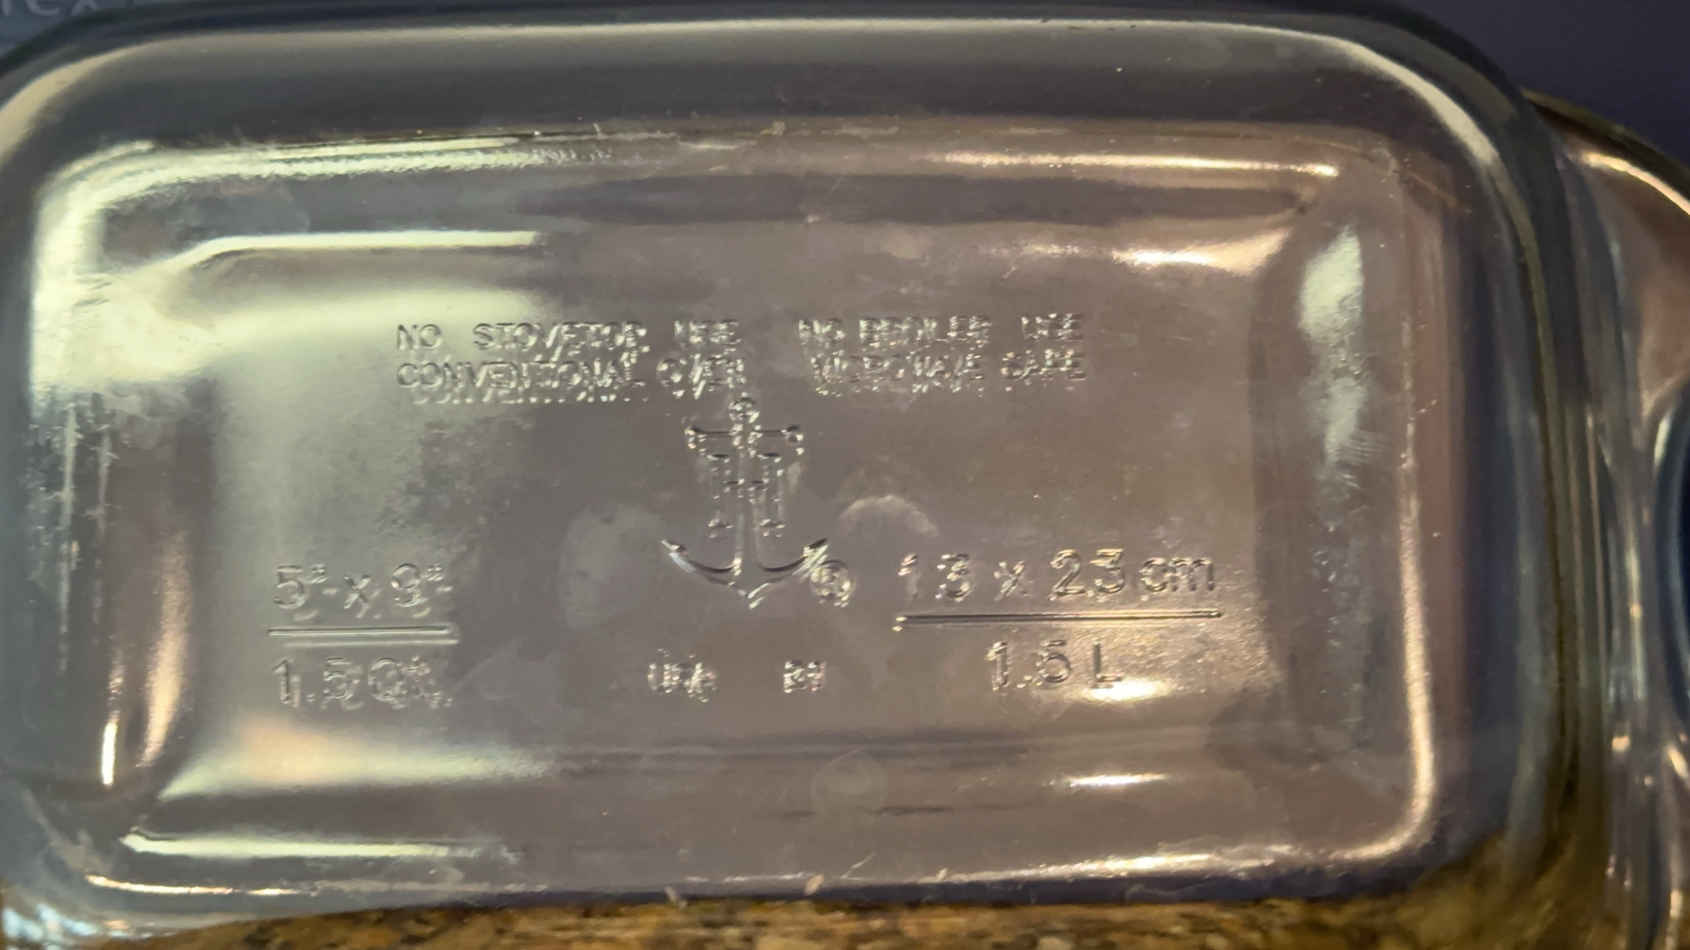 NO STOVETOP USE NO BROILER USE
CONVENTIONAL OVEN MICROWAVE SAFE
H
®
5" x 9" 13 x 23 cm
1.5 Qt. 1.5 L
USA